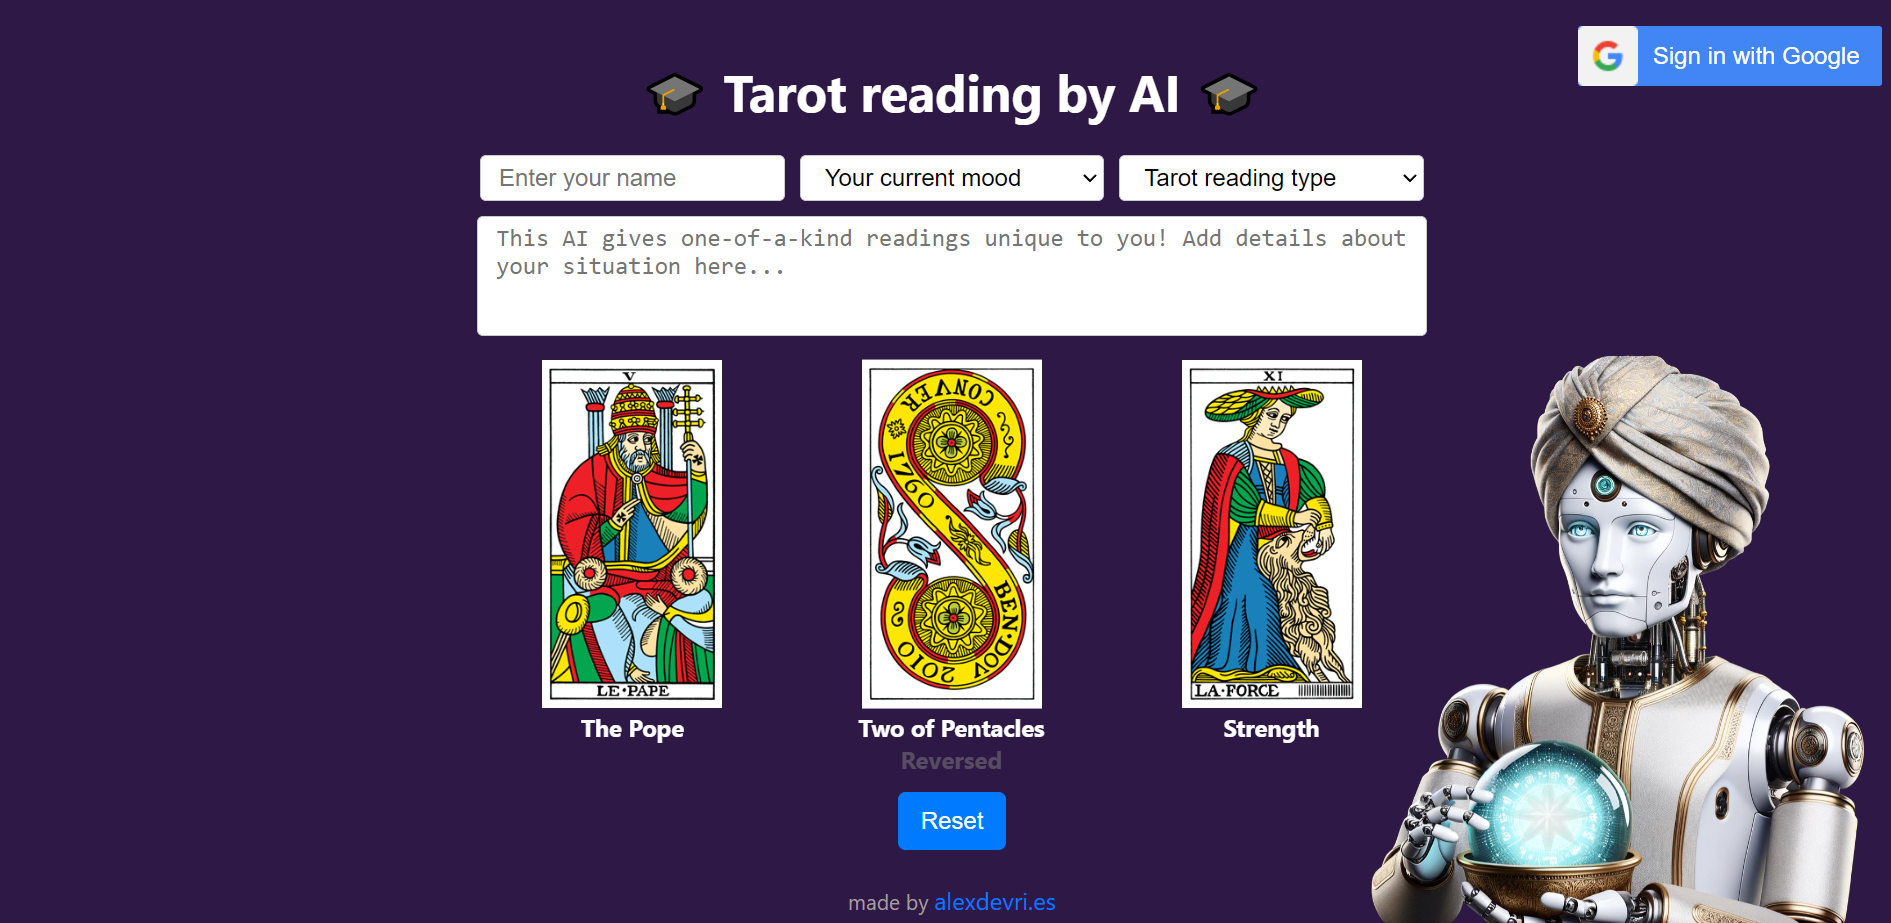 Sign in with Google
Tarot reading by AI
Enter your name
Your current mood
Tarot reading type
This AI gives one-of-a-kind readings unique to you! Add details about
your situation here...
V
LE·PAPE
CONVER
1760
BEN·DOV 2010
XI
LA·FORCE
The Pope
Two of Pentacles
Strength
Reversed
Reset
made by alexdevri.es